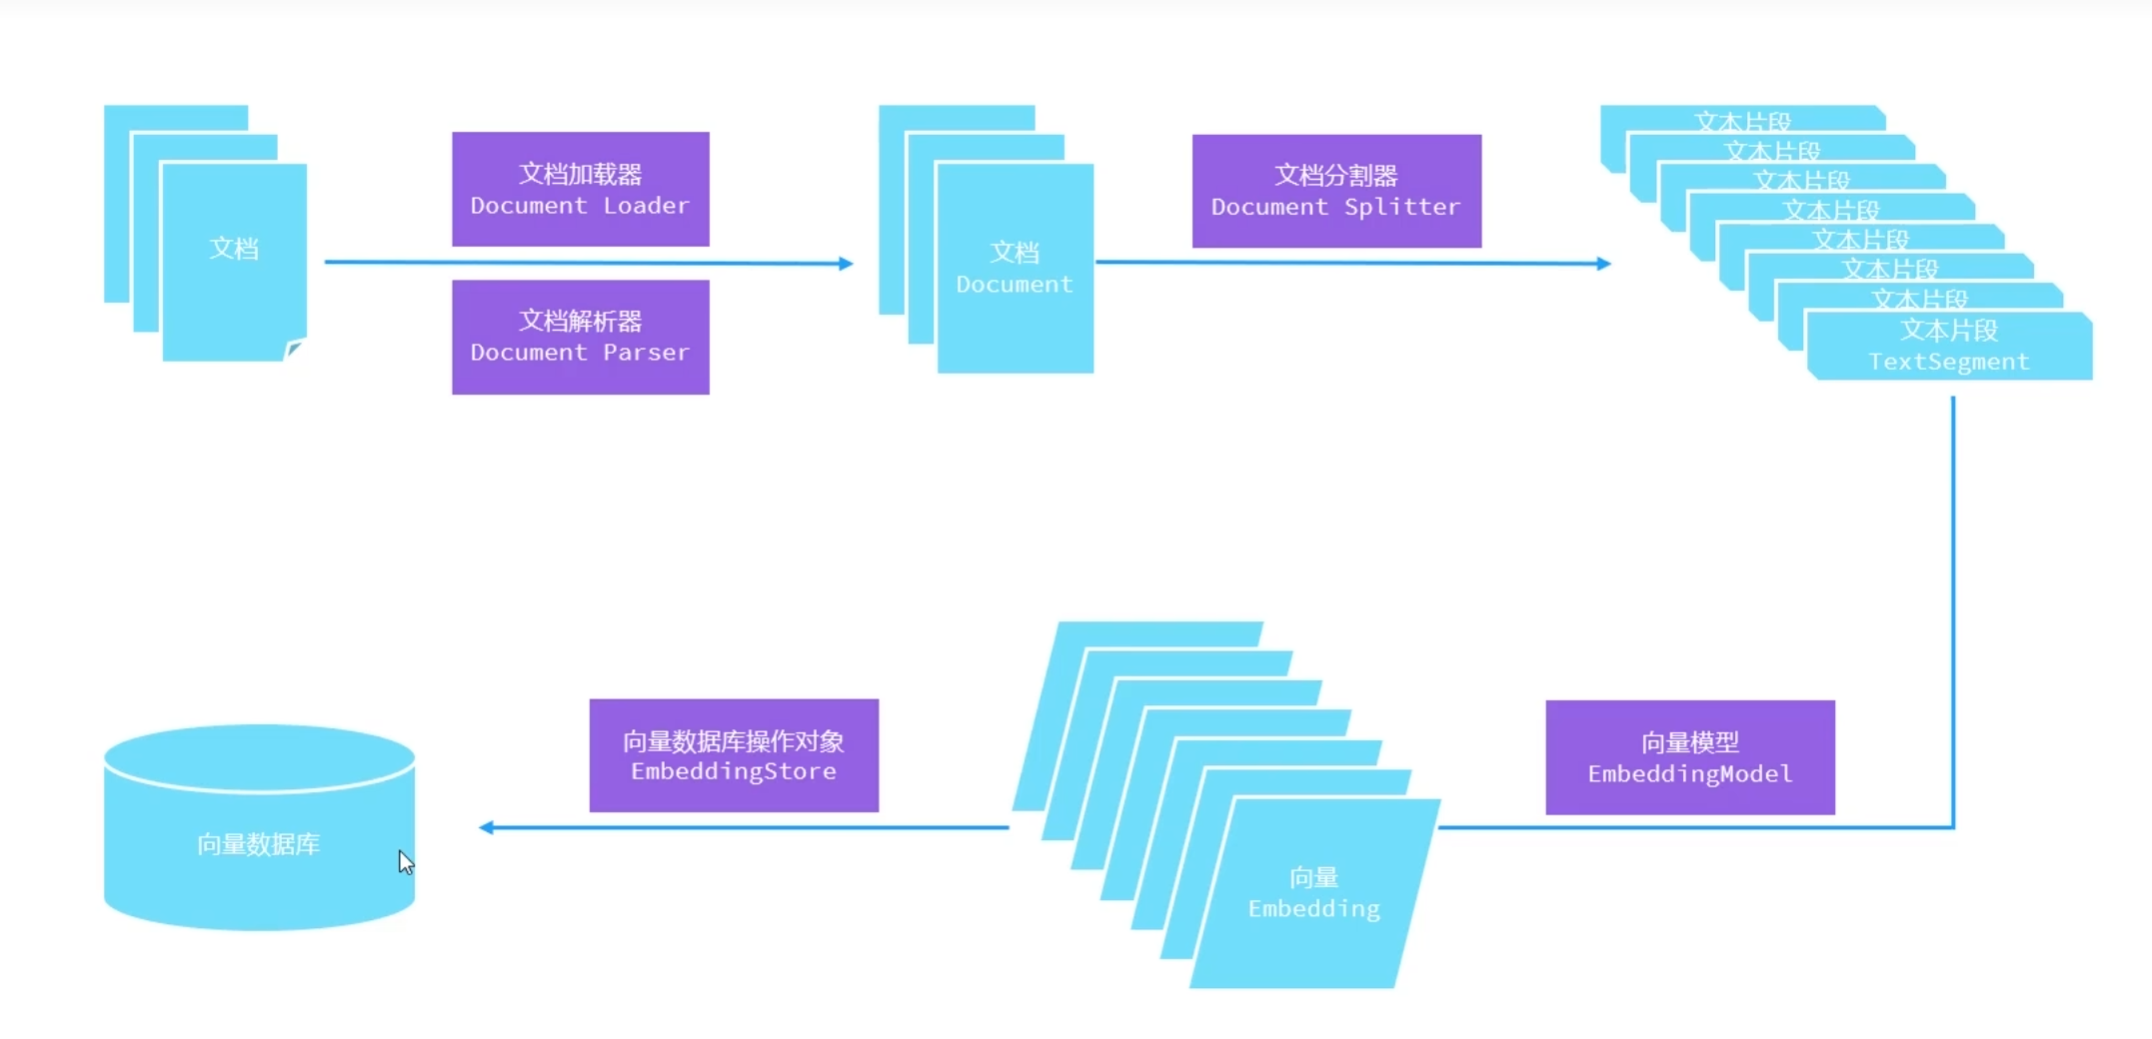 文档
文档加载器
Document Loader
文档解析器
Document Parser
文档
Document
文档分割器
Document Splitter
文本片段
文本片段
文本片段
文本片段
文本片段
文本片段
文本片段
文本片段
TextSegment
向量模型
EmbeddingModel
向量
Embedding
向量数据库操作对象
EmbeddingStore
向量数据库